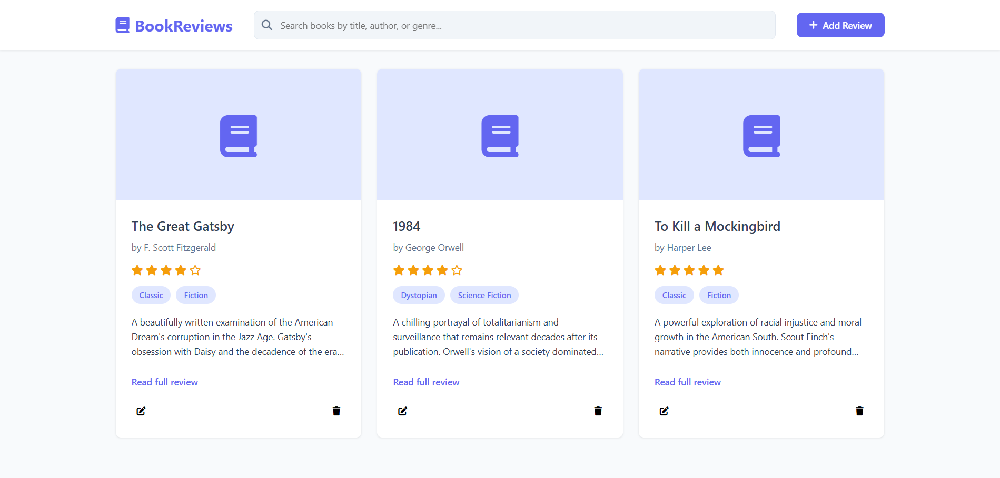 BookReviews
Search books by title, author, or genre...
Add Review
The Great Gatsby
by F. Scott Fitzgerald
Classic
Fiction
A beautifully written examination of the American
Dream's corruption in the Jazz Age. Gatsby's
obsession with Daisy and the decadence of the era...
Read full review
1984
by George Orwell
Dystopian
Science Fiction
A chilling portrayal of totalitarianism and
surveillance that remains relevant decades after its
publication. Orwell's vision of a society dominated...
Read full review
To Kill a Mockingbird
by Harper Lee
Classic
Fiction
A powerful exploration of racial injustice and moral
growth in the American South. Scout Finch's
narrative provides both innocence and profound...
Read full review